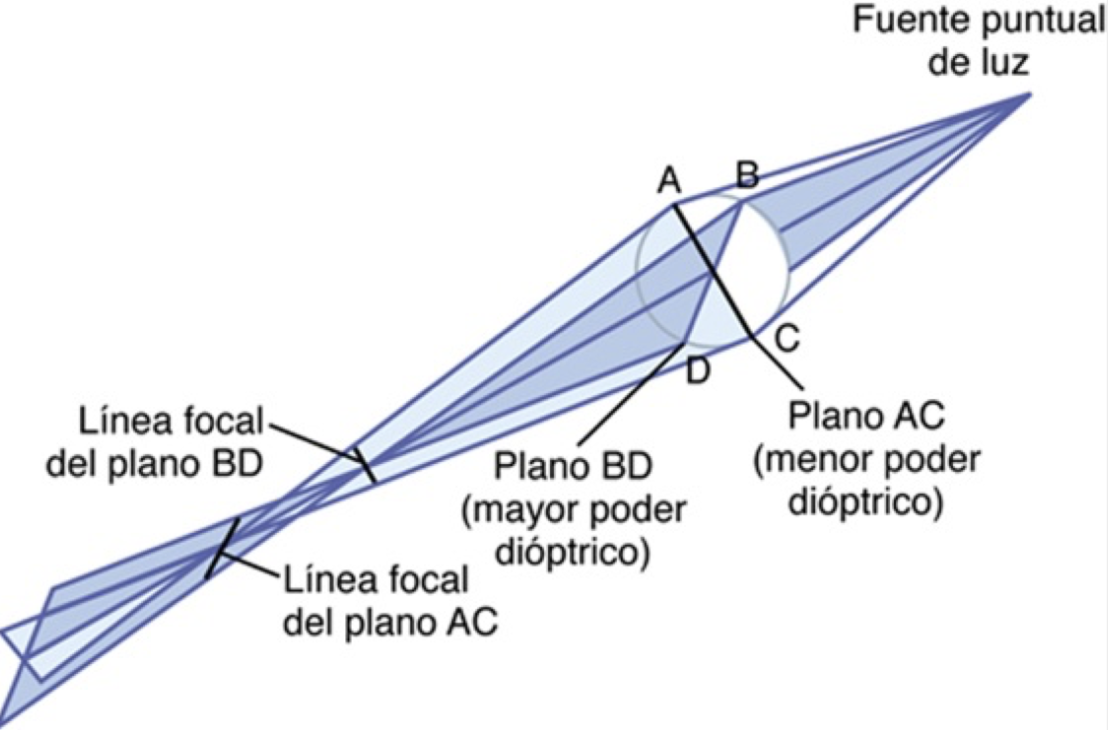 Fuente puntual
de luz
A
B
C
D
Línea focal
del plano BD
Plano BD
(mayor poder
dióptrico)
Plano AC
(menor poder
dióptrico)
Línea focal
del plano AC